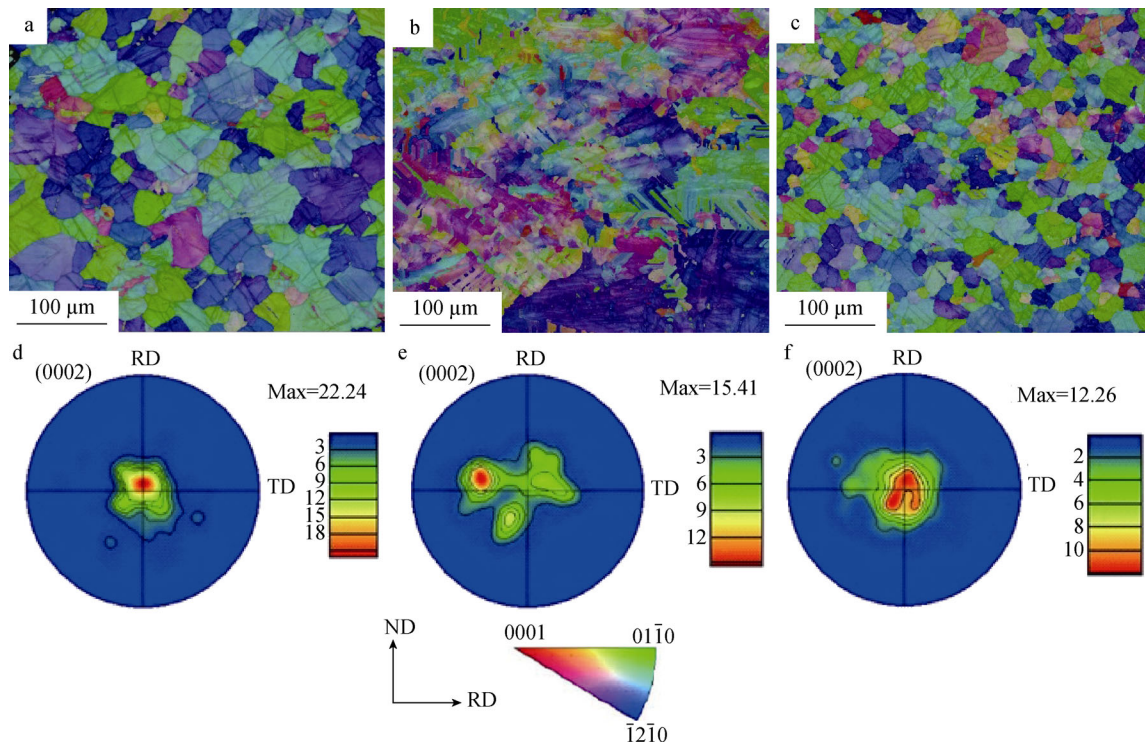 a
b
c
100 µm
100 µm
100 µm
d
RD
(0002)
Max=22.24
TD
3
6
9
12
15
18
e
RD
(0002)
Max=15.41
TD
3
6
9
12
f
RD
(0002)
Max=12.26
TD
2
4
6
8
10
ND
RD
0001
011̄0
1̄21̄0